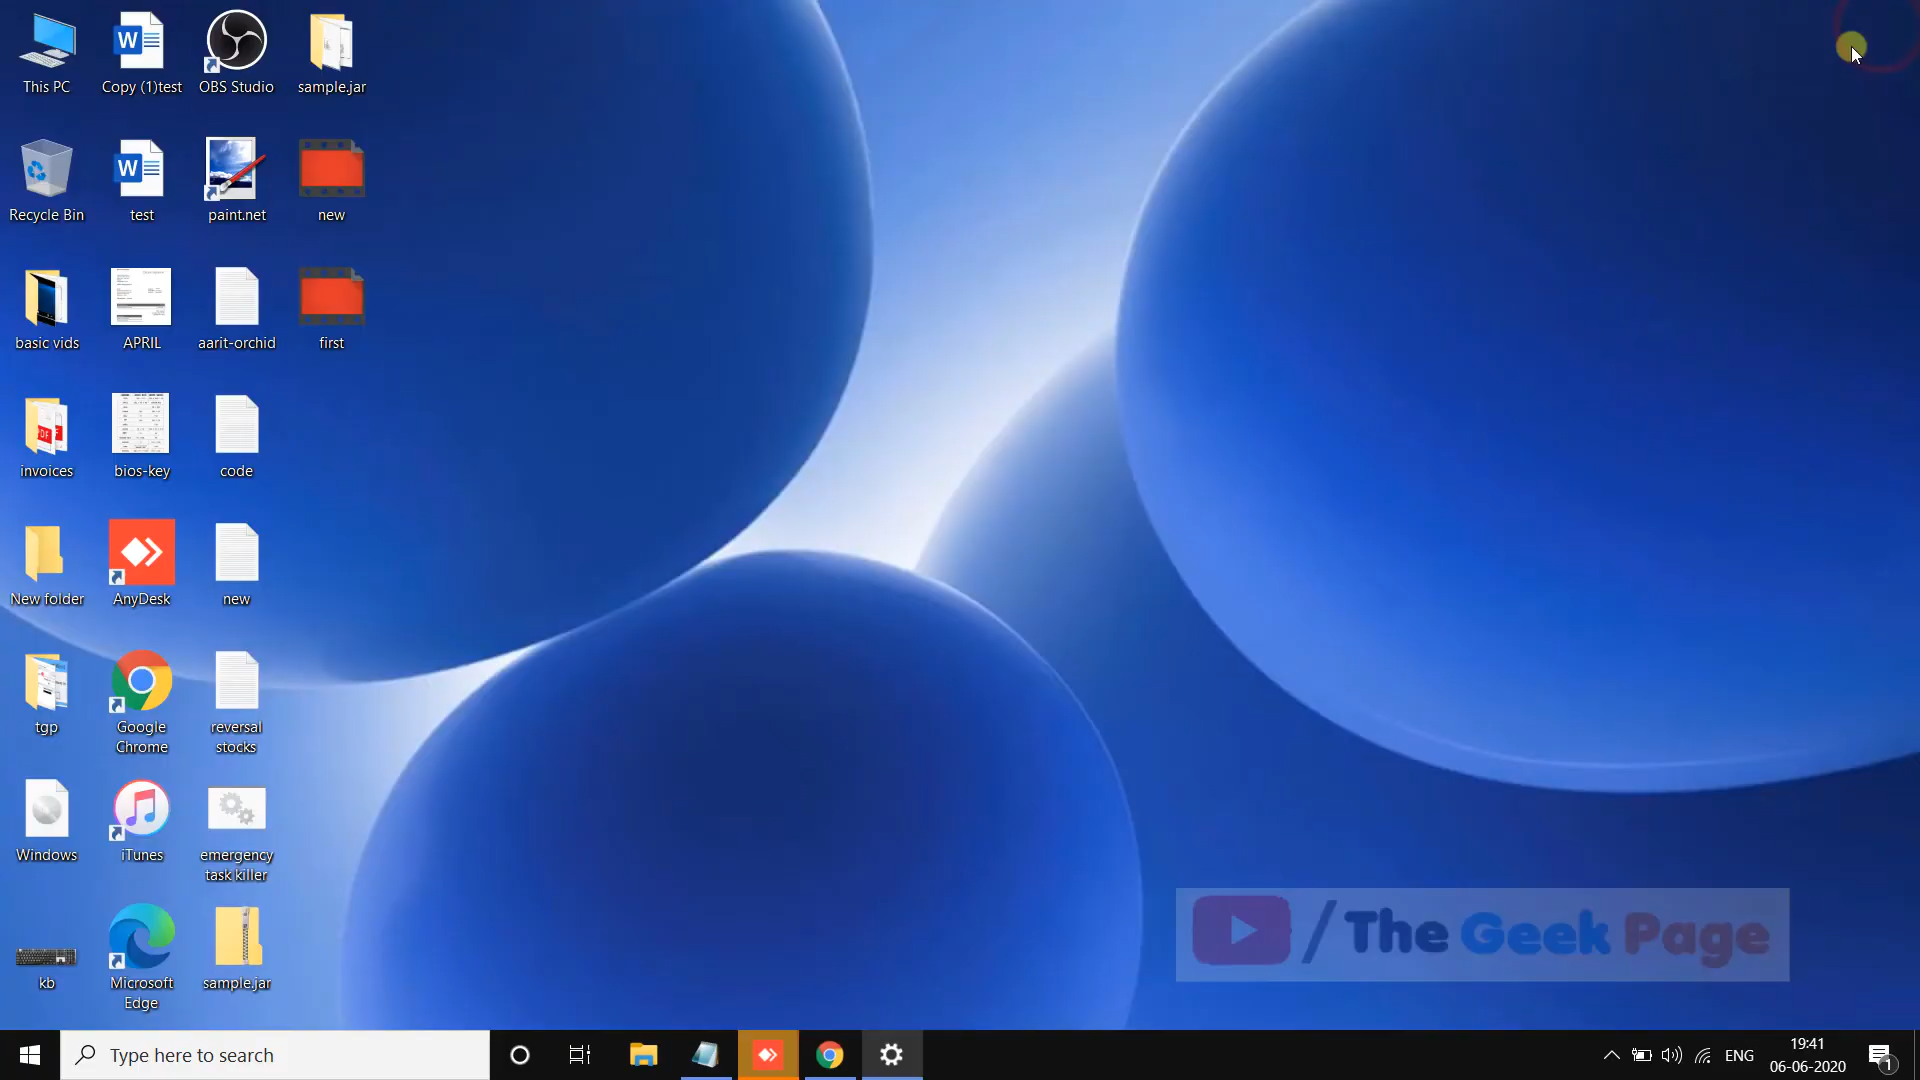 This PC
Copy (1)test
OBS Studio
sample.jar
Recycle Bin
test
paint.net
new
basic vids
APRIL
aarit-orchid
first
invoices
bios-key
code
New folder
AnyDesk
new
tgp
Google
Chrome
reversal
stocks
Windows
iTunes
emergency
task killer
kb
Microsoft
Edge
sample.jar
/The Geek Page
Type here to search
ENG
19:41
06-06-2020
1